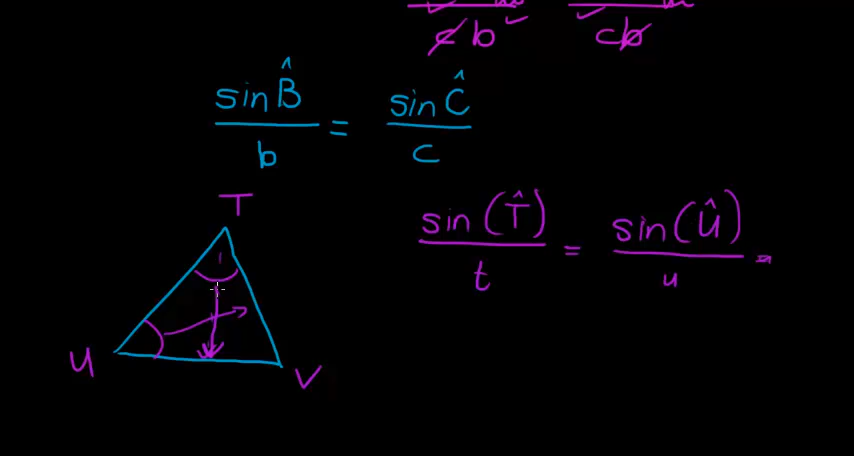 c b c b
sin B̂ / b = sin Ĉ / c
T
sin (T̂) / t = sin(Û) / u =
U
V